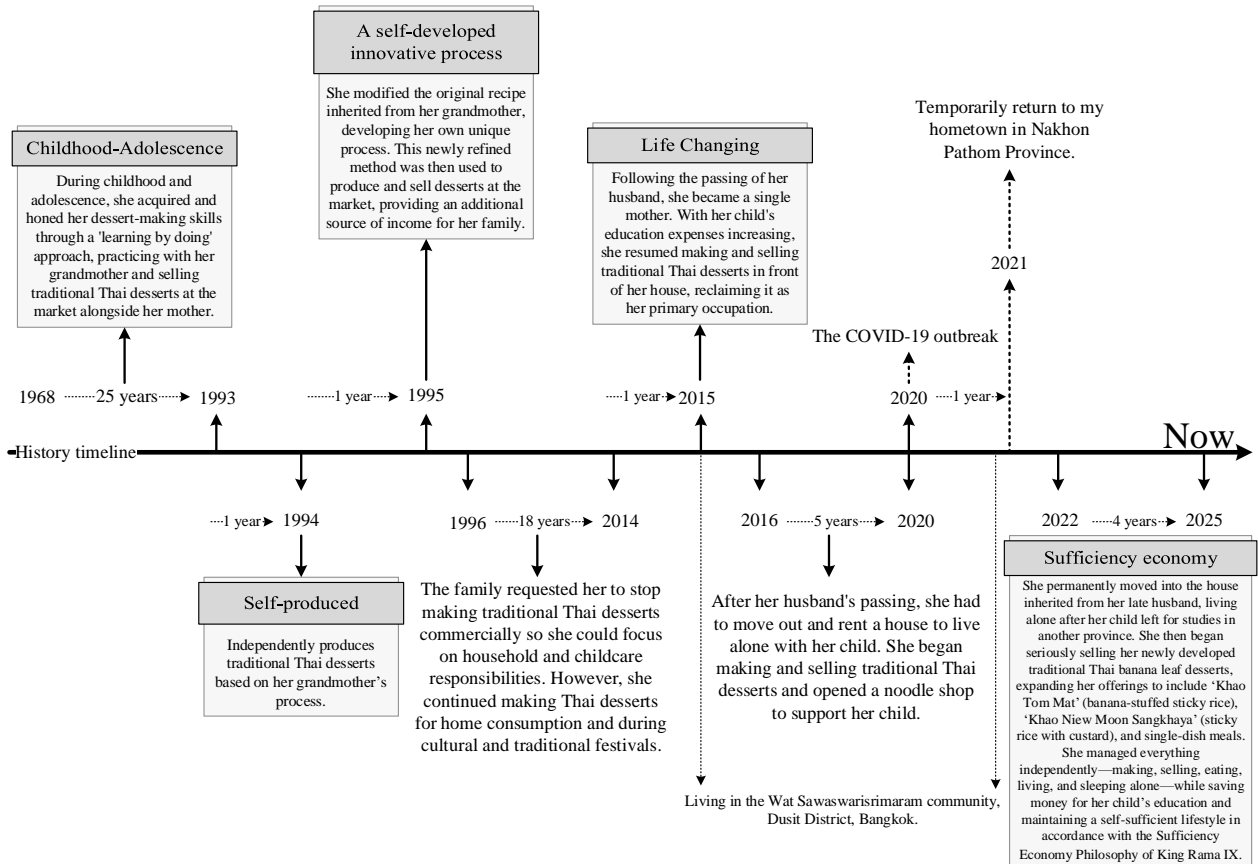 A self-developed
innovative process
She modified the original recipe
inherited from her grandmother,
developing her own unique
process. This newly refined
method was then used to
produce and sell desserts at the
market, providing an additional
source of income for her family.
Childhood-Adolescence
During childhood and
adolescence, she acquired and
honed her dessert-making skills
through a 'learning by doing'
approach, practicing with her
grandmother and selling
traditional Thai desserts at the
market alongside her mother.
Life Changing
Following the passing of her
husband, she became a single
mother. With her child's
education expenses increasing,
she resumed making and selling
traditional Thai desserts in front
of her house, reclaiming it as
her primary occupation.
Temporarily return to my
hometown in Nakhon
Pathom Province.
2021
The COVID-19 outbreak
1968 25 years 1993
1 year 1995
1 year 2015
2020 1 year
History timeline
Now
1 year 1994
1996 18 years 2014
2016 5 years 2020
2022 4 years 2025
Self-produced
Independently produces
traditional Thai desserts
based on her grandmother’s
process.
The family requested her to stop
making traditional Thai desserts
commercially so she could focus
on household and childcare
responsibilities. However, she
continued making Thai desserts
for home consumption and during
cultural and traditional festivals.
After her husband's passing, she had
to move out and rent a house to live
alone with her child. She began
making and selling traditional Thai
desserts and opened a noodle shop
to support her child.
Living in the Wat Sawaswarisrimaram community,
Dusit District, Bangkok.
Sufficiency economy
She permanently moved into the house
inherited from her late husband, living
alone after her child left for studies in
another province. She then began
seriously selling her newly developed
traditional Thai banana leaf desserts,
expanding her offerings to include ‘Khao
Tom Mat’ (banana-stuffed sticky rice),
‘Khao Niew Moon Sangkhaya’ (sticky
rice with custard), and single-dish meals.
She managed everything
independently—making, selling, eating,
living, and sleeping alone—while saving
money for her child’s education and
maintaining a self-sufficient lifestyle in
accordance with the Sufficiency
Economy Philosophy of King Rama IX.